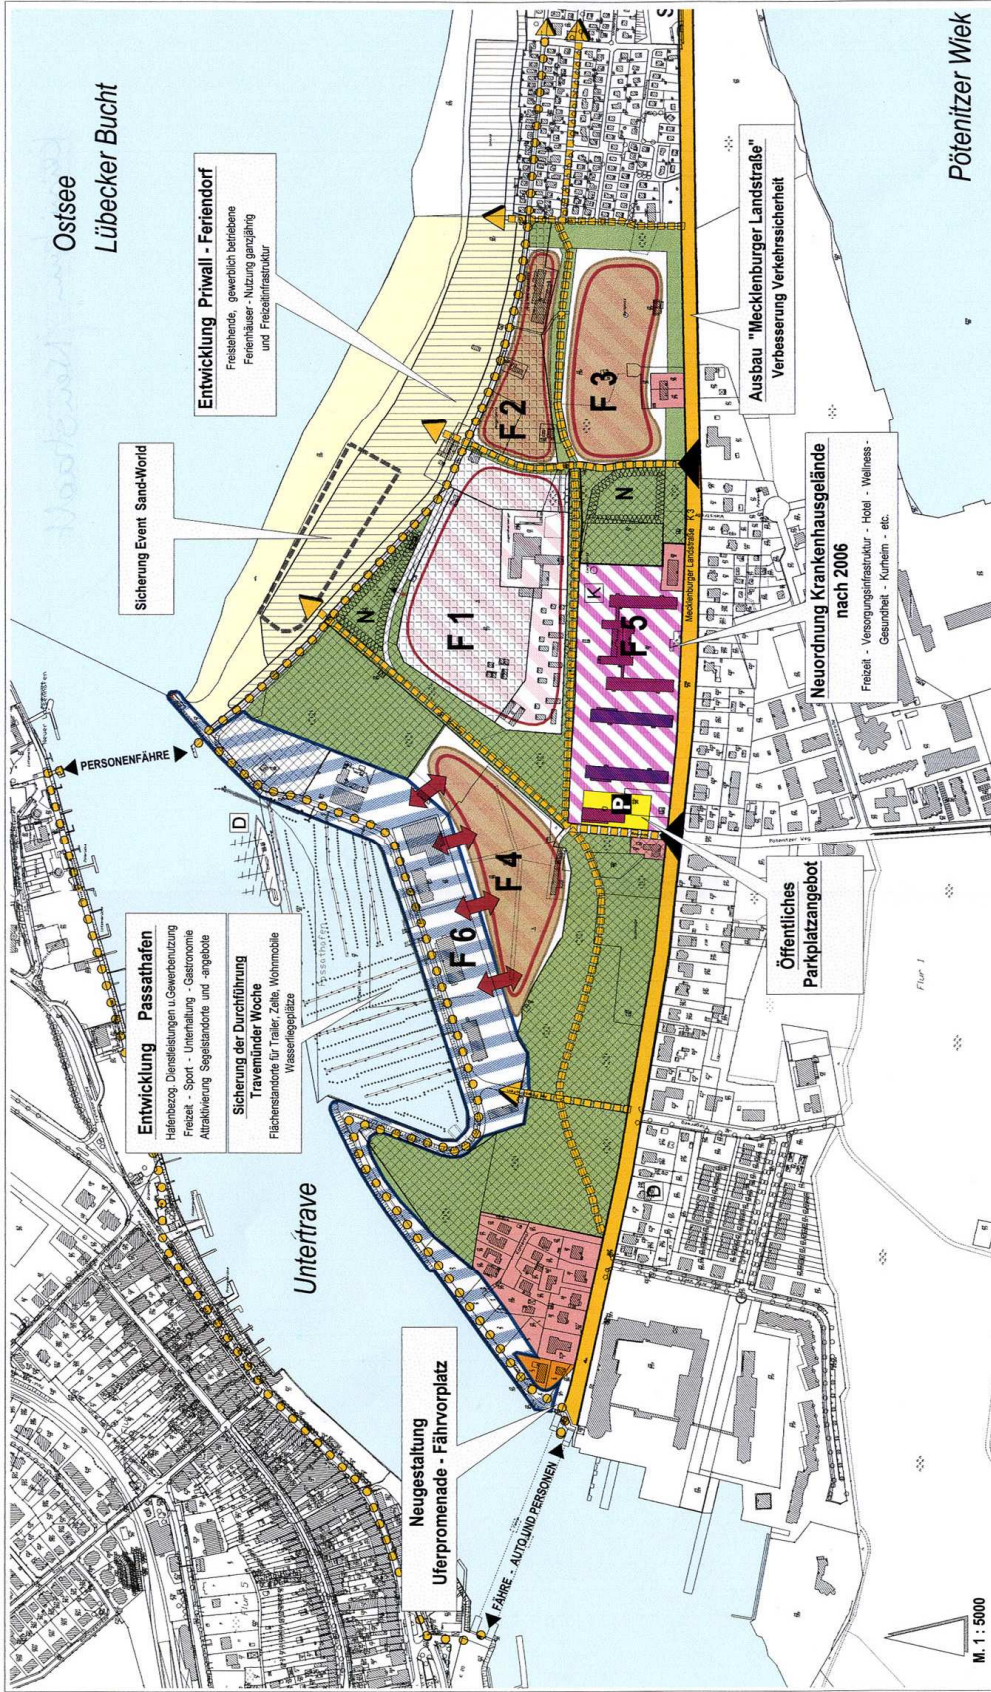 Ostsee
Lübecker Bucht
Pötenitzer Wiek
Untertrave
Sicherung Event Sand-World
Entwicklung Priwall - Feriendorf
Freistehende, gewerblich betriebene
Ferienhäuser - Nutzung ganzjährig
und Freizeitinfrastruktur
PERSONENFÄHRE
Entwicklung Passathafen
Hafenbezog. Dienstleistungen u.Gewerbenutzung
Freizeit - Sport - Unterhaltung - Gastronomie
Attraktivierung Segelstandorte und -angebote
Sicherung der Durchführung
Travemünder Woche
Flächenstandorte für Trailer, Zelte, Wohnmobile
Wasserliegeplätze
Neugestaltung
Uferpromenade - Fährvorplatz
FÄHRE - AUTO UND PERSONEN
D
N
F 1
F 2
F 3
F 4
F 5
F 6
N
K
P
D
Mecklenburger Landstraße K 3
Ausbau "Mecklenburger Landstraße"
Verbesserung Verkehrssicherheit
Neuordnung Krankenhausgelände
nach 2006
Freizeit - Versorgungsinfrastruktur - Hotel - Wellness -
Gesundheit - Kurheim - etc.
Öffentliches
Parkplatzangebot
Flur 1
M. 1 : 5000